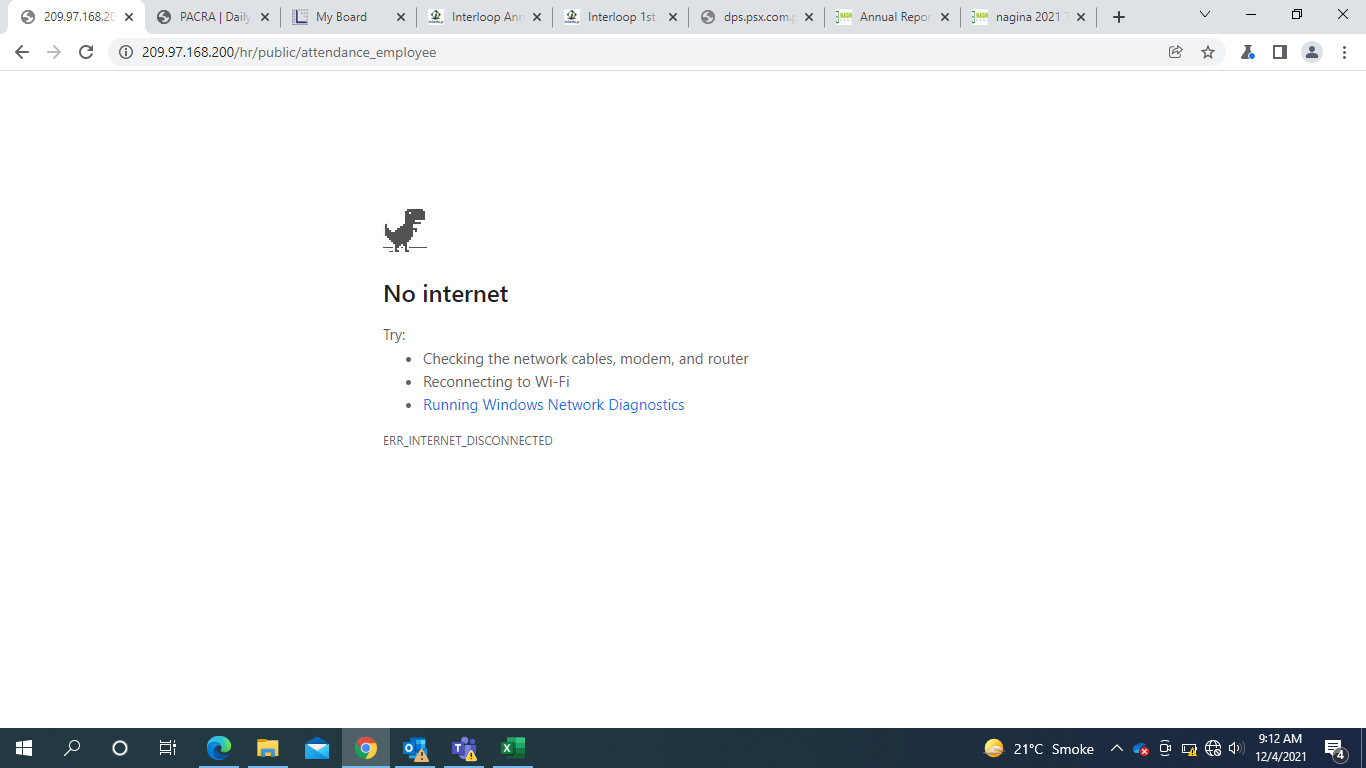 209.97.168.20
PACRA | Daily
My Board
Interloop Ann
Interloop 1st
dps.psx.com.p
Annual Repor
nagina 2021
209.97.168.200/hr/public/attendance_employee
No internet
Try:
• Checking the network cables, modem, and router
• Reconnecting to Wi-Fi
• Running Windows Network Diagnostics
ERR_INTERNET_DISCONNECTED
21°C Smoke
9:12 AM
12/4/2021
4